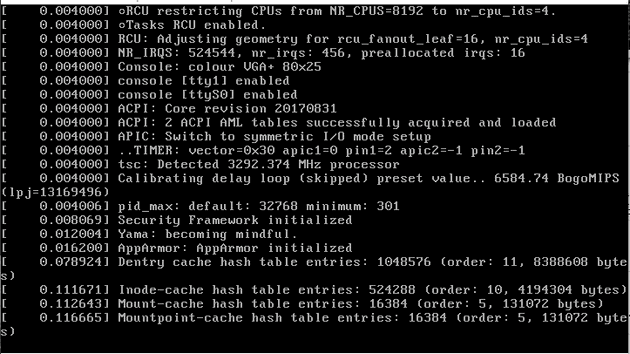 [    0.004000] ○RCU restricting CPUs from NR_CPUS=8192 to nr_cpu_ids=4.
[    0.004000] ○Tasks RCU enabled.
[    0.004000] RCU: Adjusting geometry for rcu_fanout_leaf=16, nr_cpu_ids=4
[    0.004000] NR_IRQS: 524544, nr_irqs: 456, preallocated irqs: 16
[    0.004000] Console: colour VGA+ 80x25
[    0.004000] console [tty1] enabled
[    0.004000] console [ttyS0] enabled
[    0.004000] ACPI: Core revision 20170831
[    0.004000] ACPI: 2 ACPI AML tables successfully acquired and loaded
[    0.004000] APIC: Switch to symmetric I/O mode setup
[    0.004000] ..TIMER: vector=0x30 apic1=0 pin1=2 apic2=-1 pin2=-1
[    0.004000] tsc: Detected 3292.374 MHz processor
[    0.004000] Calibrating delay loop (skipped) preset value.. 6584.74 BogoMIPS
(lpj=13169496)
[    0.004006] pid_max: default: 32768 minimum: 301
[    0.008069] Security Framework initialized
[    0.012004] Yama: becoming mindful.
[    0.016200] AppArmor: AppArmor initialized
[    0.078924] Dentry cache hash table entries: 1048576 (order: 11, 8388608 byte
s)
[    0.111671] Inode-cache hash table entries: 524288 (order: 10, 4194304 bytes)
[    0.112643] Mount-cache hash table entries: 16384 (order: 5, 131072 bytes)
[    0.116665] Mountpoint-cache hash table entries: 16384 (order: 5, 131072 byte
s)